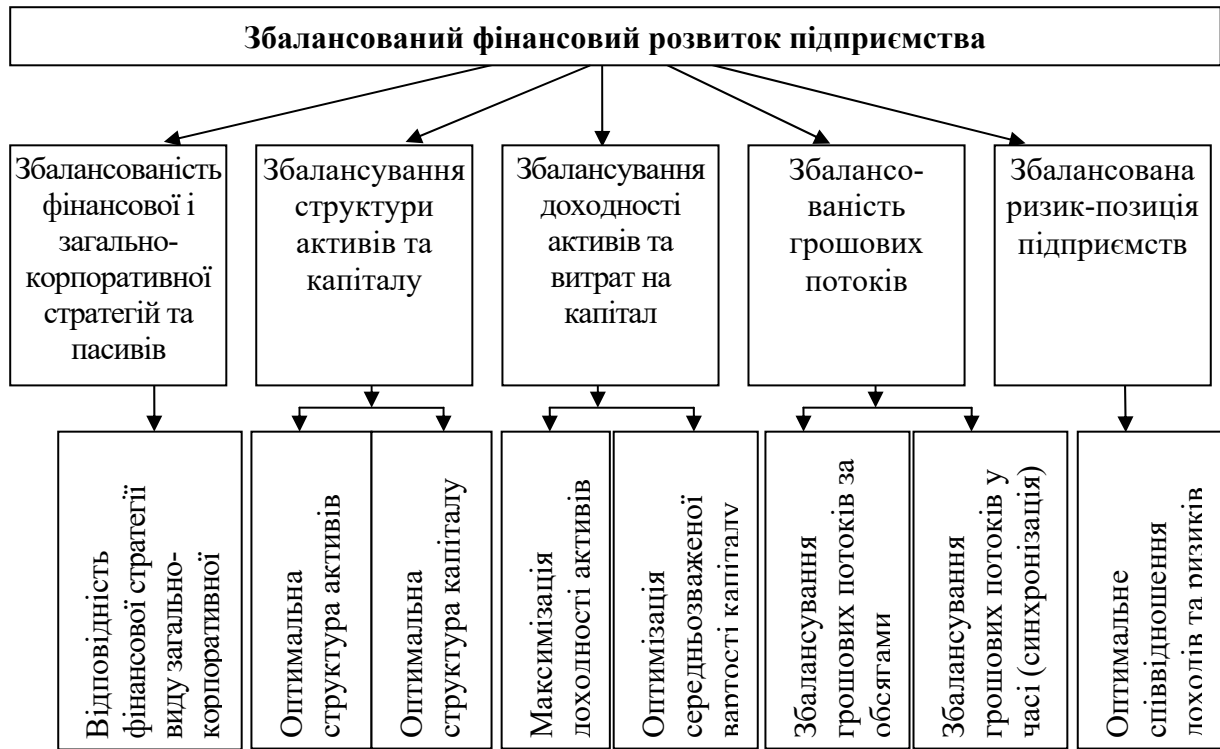 Збалансований фінансовий розвиток підприємства
Збалансованість
фінансової і
загально-
корпоративної
стратегій та
пасивів
Збалансування
структури
активів та
капіталу
Збалансування
доходності
активів та
витрат на
капітал
Збалансо-
ваність
грошових
потоків
Збалансована
ризик-позиція
підприємств
Відповідність
фінансової стратегії
виду загально-
корпоративної
Оптимальна
структура активів
Оптимальна
структура капіталу
Максимізація
доходності активів
Оптимізація
середньозваженої
вартості капіталу
Збалансування
грошових потоків за
обсягами
Збалансування
грошових потоків у
часі (синхронізація)
Оптимальне
співвідношення
доходів та ризиків